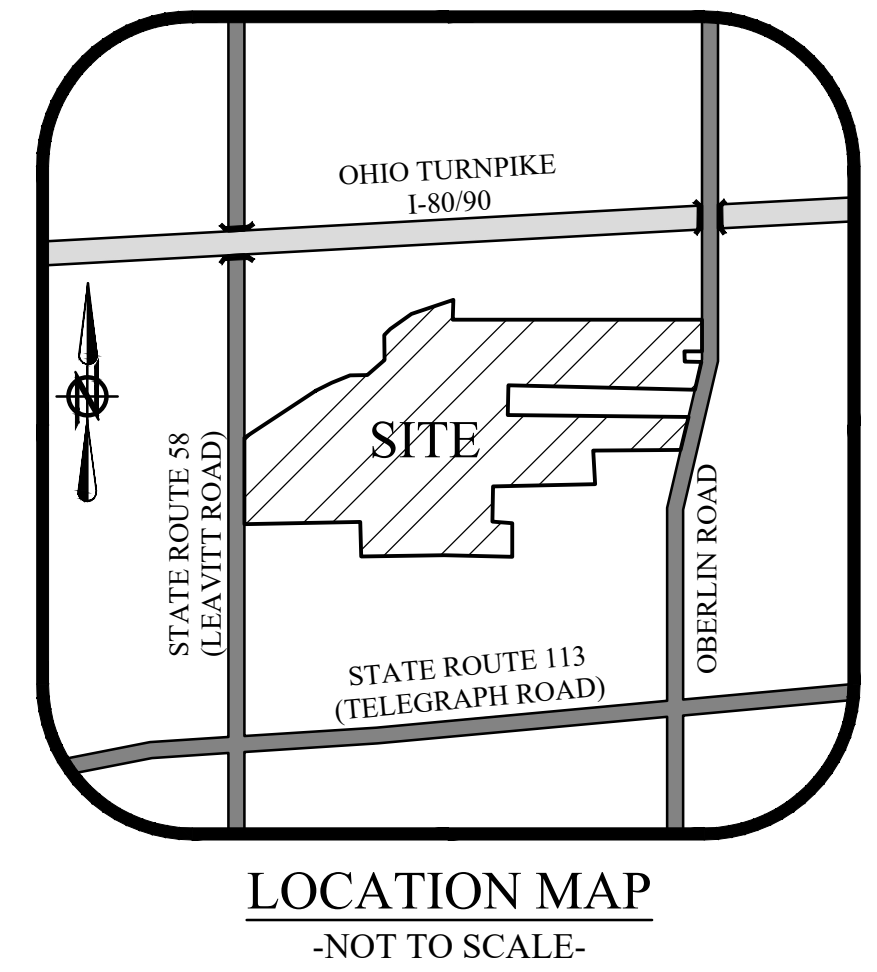 OHIO TURNPIKE
I-80/90
N
SITE
STATE ROUTE 58
(LEAVITT ROAD)
OBERLIN ROAD
STATE ROUTE 113
(TELEGRAPH ROAD)
LOCATION MAP
-NOT TO SCALE-